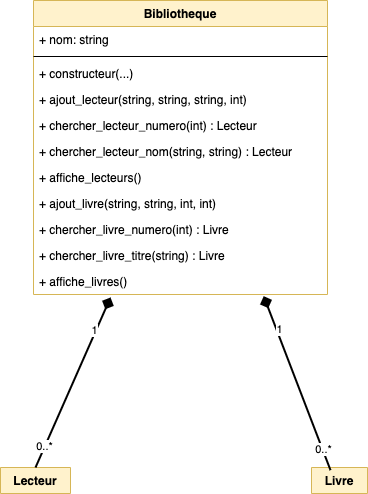 Bibliotheque
+ nom: string
+ constructeur(...)
+ ajout_lecteur(string, string, string, int)
+ chercher_lecteur_numero(int) : Lecteur
+ chercher_lecteur_nom(string, string) : Lecteur
+ affiche_lecteurs()
+ ajout_livre(string, string, int, int)
+ chercher_livre_numero(int) : Livre
+ chercher_livre_titre(string) : Livre
+ affiche_livres()
1
1
0..*
0..*
Lecteur
Livre